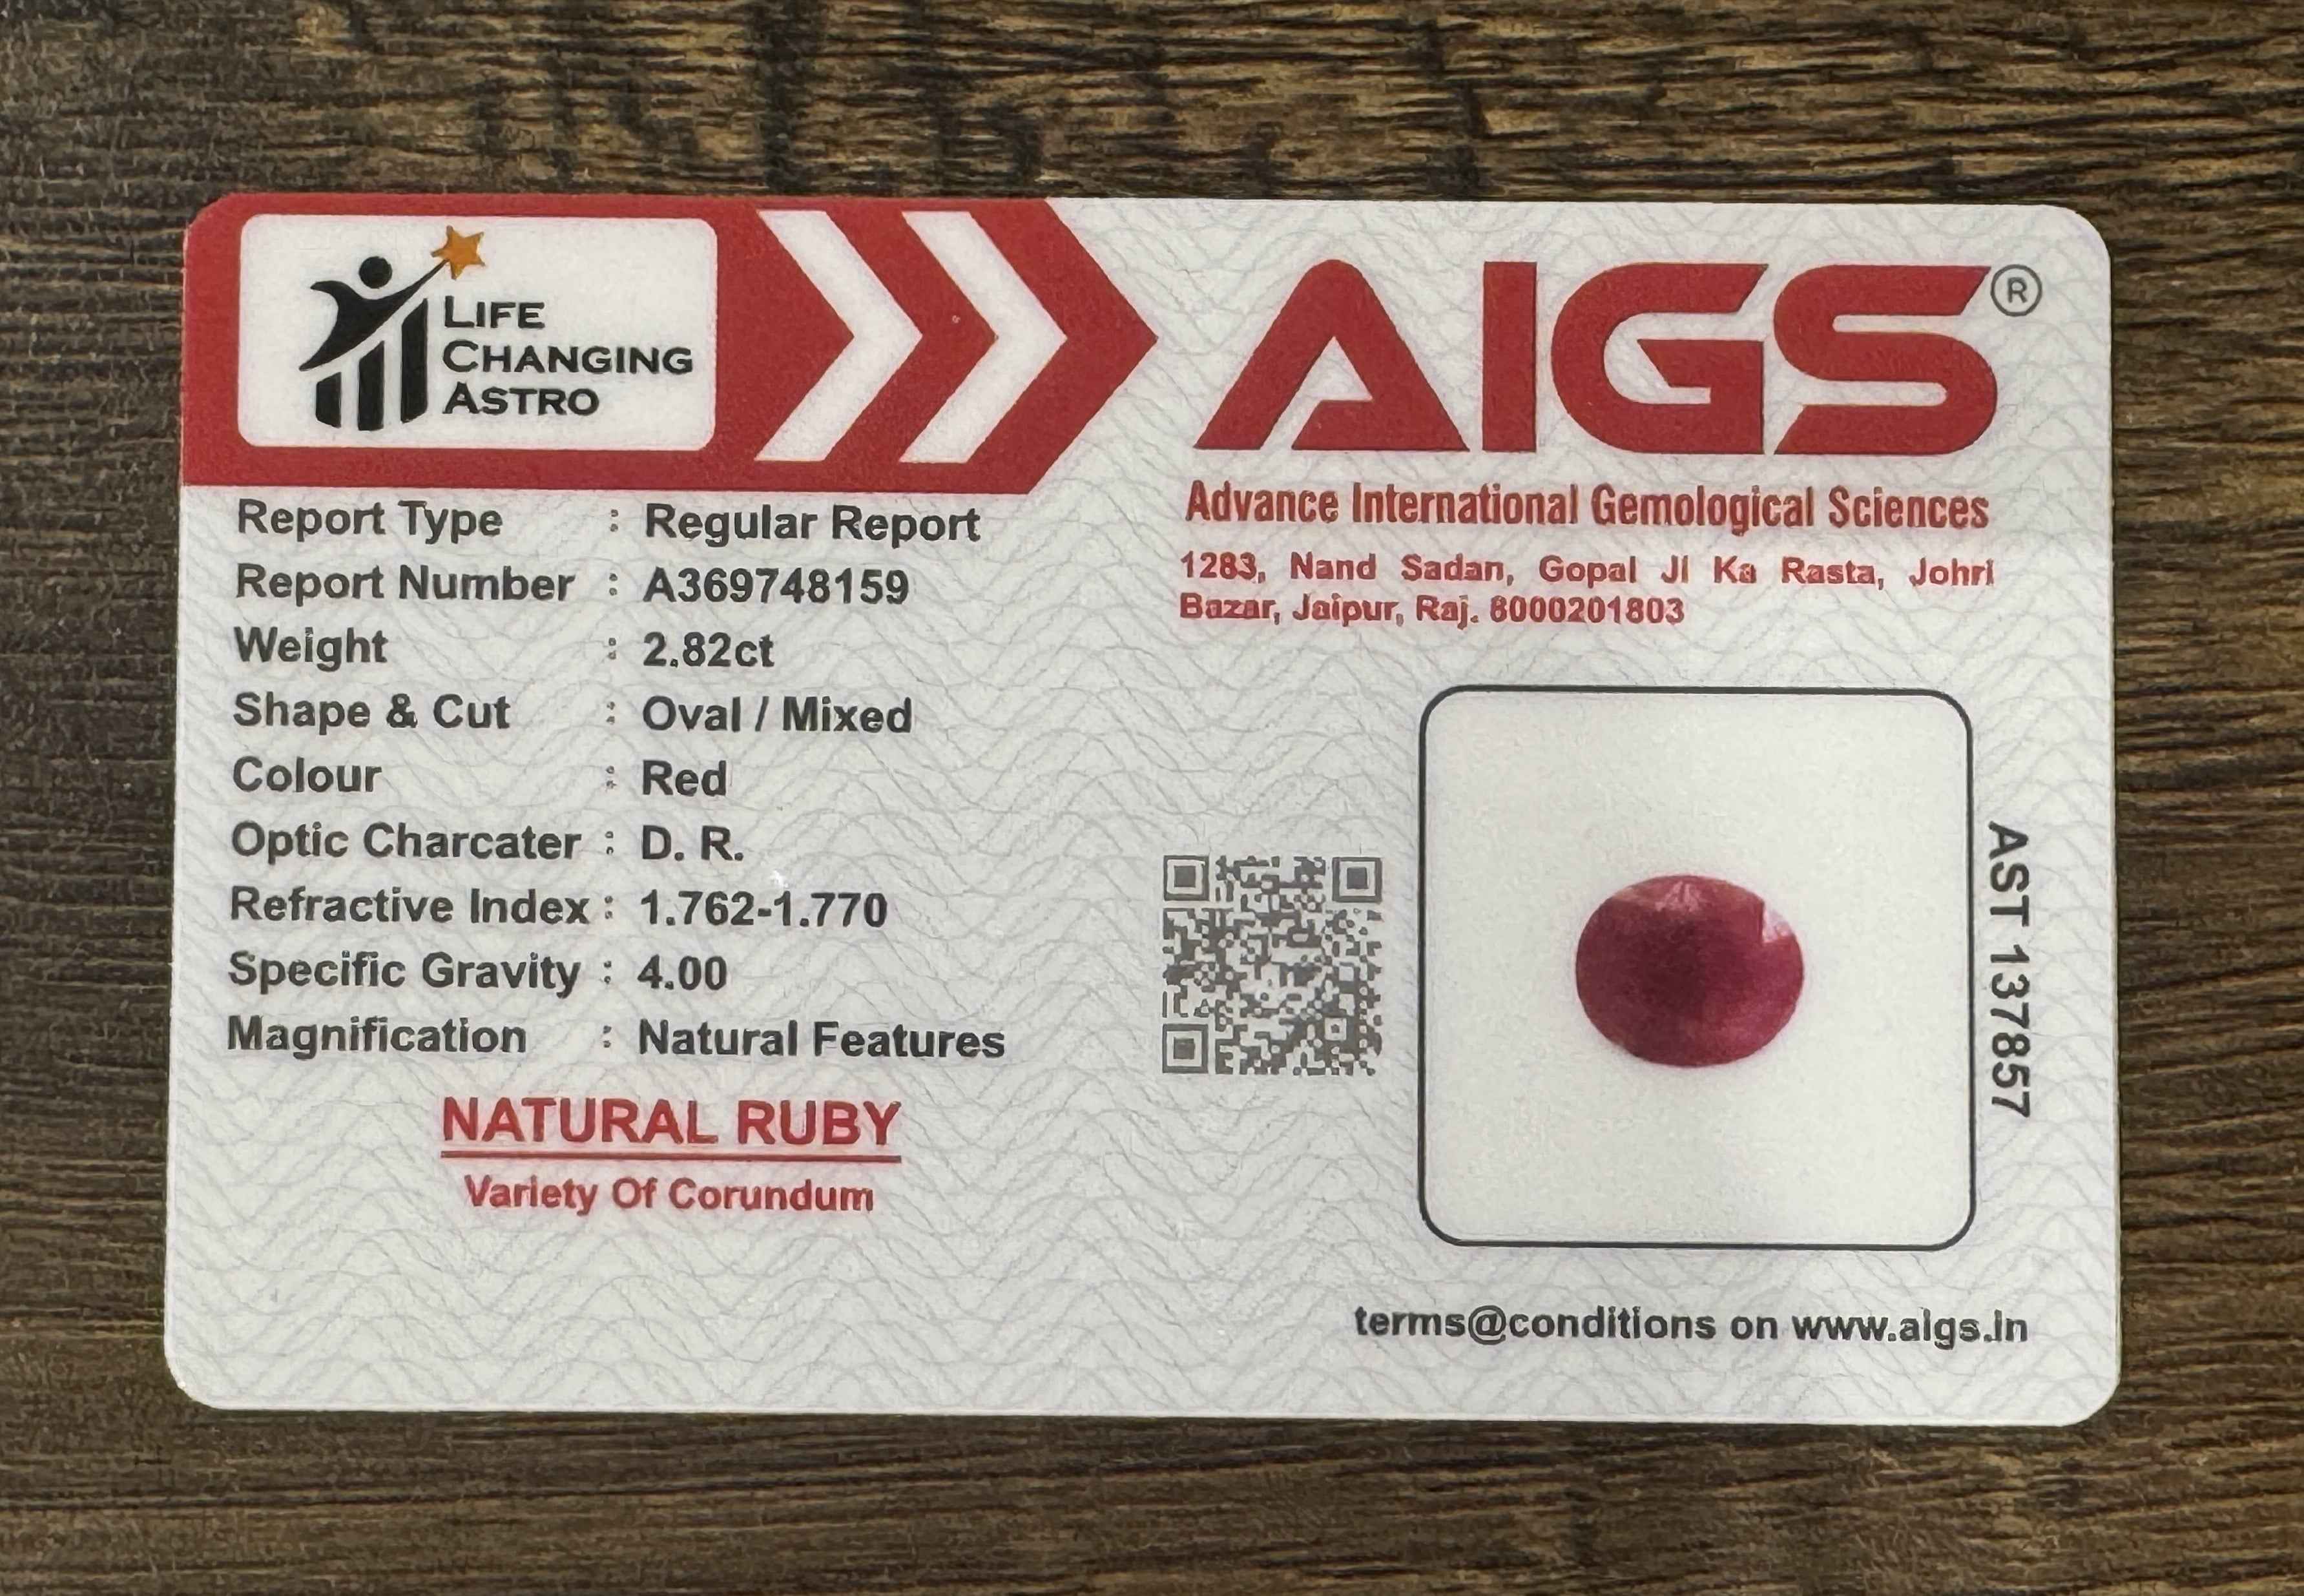 LIFE
CHANGING
ASTRO
AIGS®
Advance International Gemological Sciences
1283, Nand Sadan, Gopal Ji Ka Rasta, Johri
Bazar, Jaipur, Raj. 8000201803
Report Type : Regular Report
Report Number : A369748159
Weight : 2.82ct
Shape & Cut : Oval / Mixed
Colour : Red
Optic Charcater : D. R.
Refractive Index : 1.762-1.770
Specific Gravity : 4.00
Magnification : Natural Features
NATURAL RUBY
Variety Of Corundum
AST 137857
terms@conditions on www.aigs.in